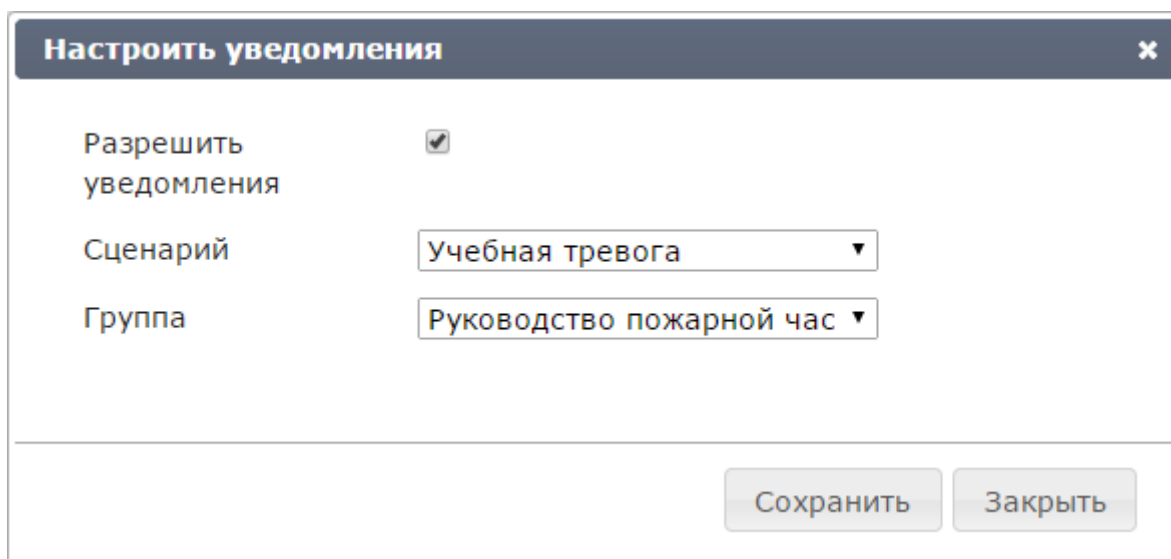 Настроить уведомления
Разрешить
уведомления
Сценарий Учебная тревога
Группа Руководство пожарной час
Сохранить Закрыть